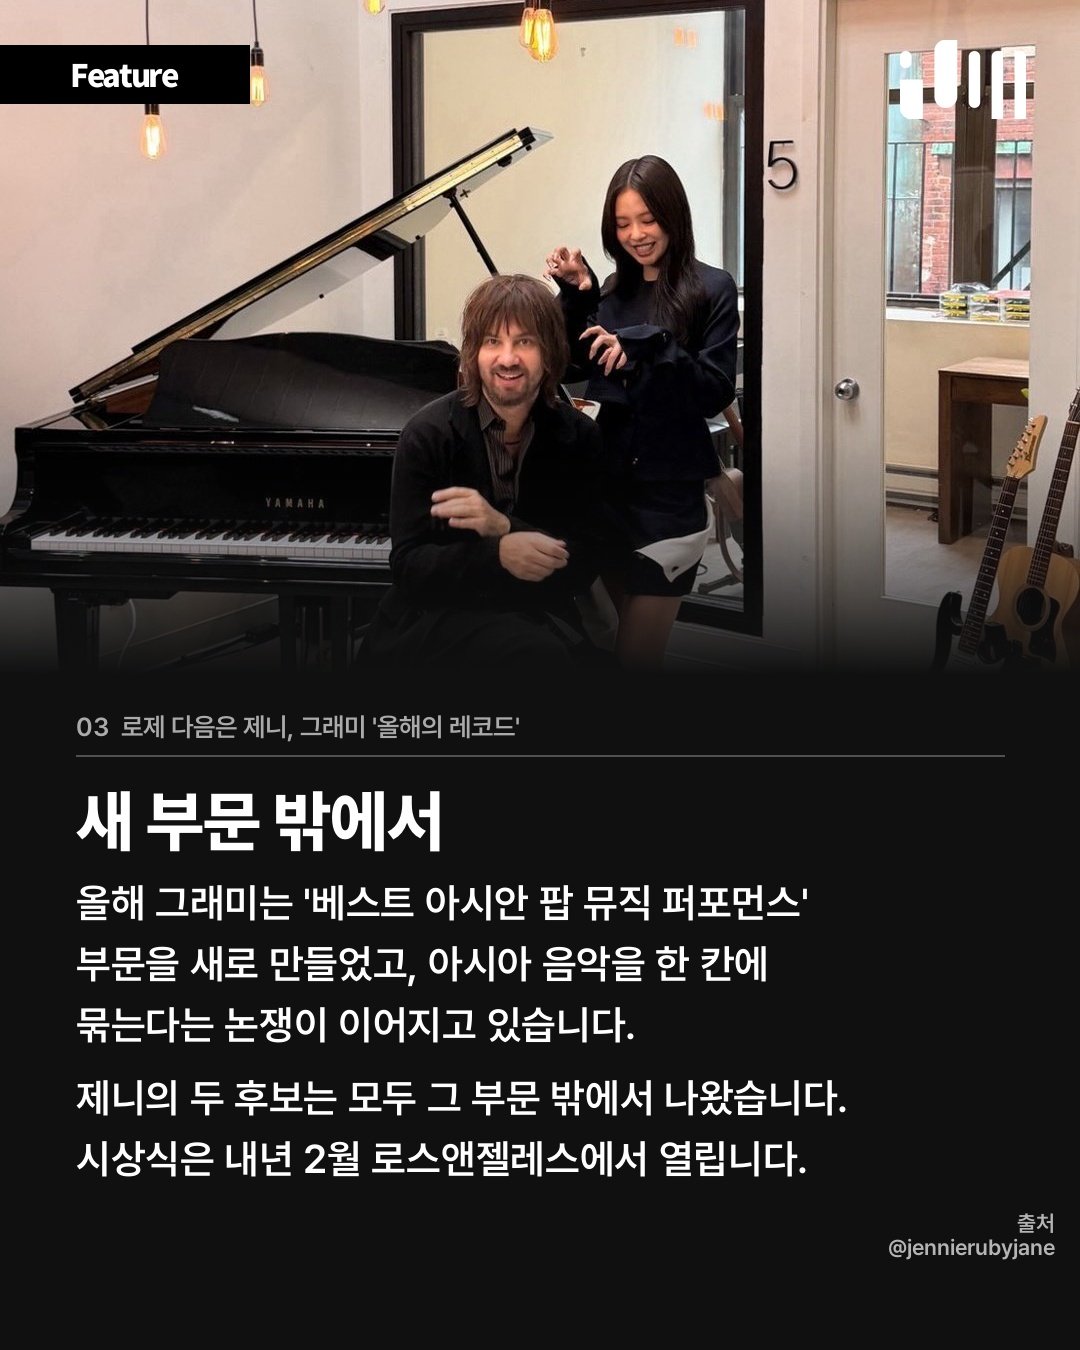 Feature
5
YAMAHA
03 로제 다음은 제니, 그래미 '올해의 레코드'
새 부문 밖에서
올해 그래미는 '베스트 아시안 팝 뮤직 퍼포먼스'
부문을 새로 만들었고, 아시아 음악을 한 칸에
묶는다는 논쟁이 이어지고 있습니다.
제니의 두 후보는 모두 그 부문 밖에서 나왔습니다.
시상식은 내년 2월 로스앤젤레스에서 열립니다.
출처
@jennierubyjane